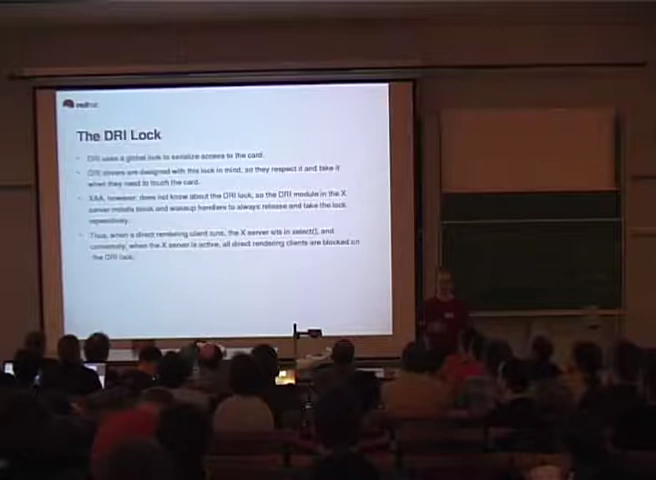 redhat
The DRI Lock
DRI uses a global lock to serialize access to the card.
DRI drivers are designed with this lock in mind, so they respect it and take it
when they need to touch the card.
XAA, however, does not know about the DRI lock, so the DRI module in the X
server installs block and wakeup handlers to always release and take the lock
repectively.
Thus, when a direct rendering client runs, the X server sits in select(), and
conversely, when the X server is active, all direct rendering clients are blocked on
the DRI lock.